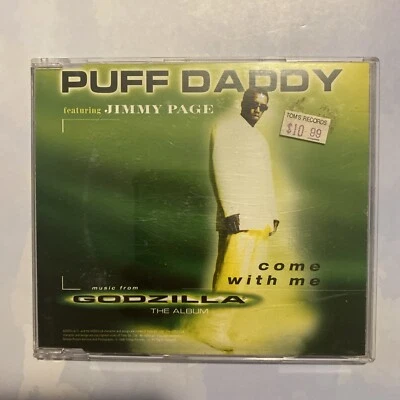 PUFF DADDY
featuring JIMMY PAGE
TOM'S RECORDS
$10.99
come
with me
music from
GODZILLA
THE ALBUM